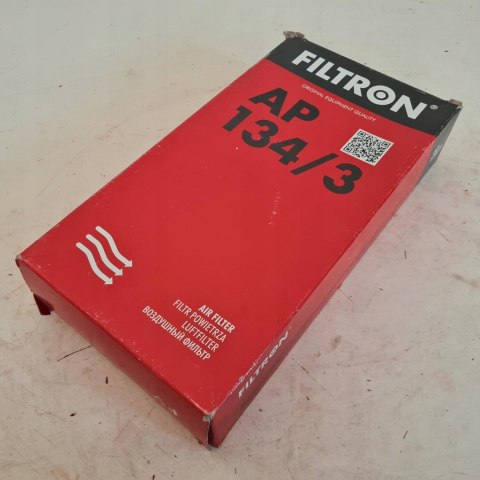 FILTRON®
ORIGINAL EQUIPMENT QUALITY
AP
134/3
AIR FILTER
FILTR POWIETRZA
LUFTFILTER
ВОЗДУШНЫЙ ФИЛЬТР
FILTRON